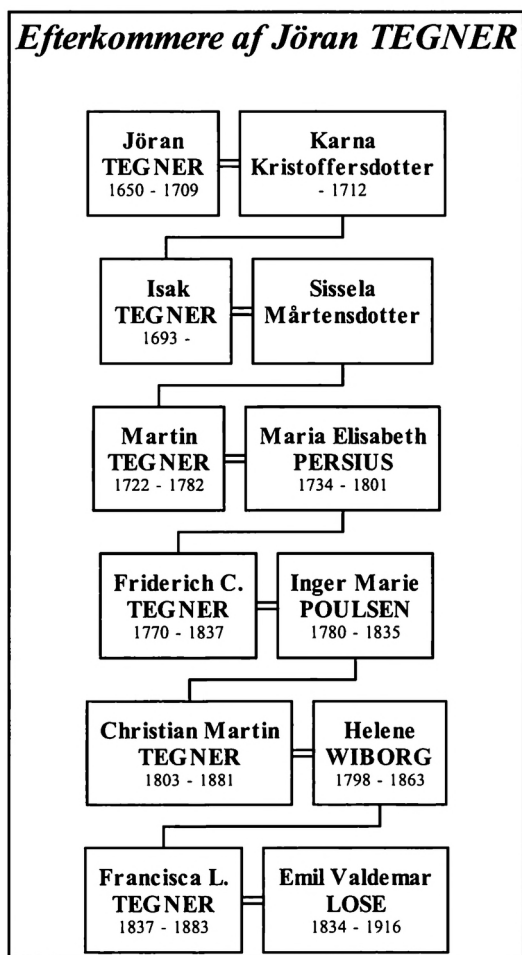 Efterkommere af Jöran TEGNER
Jöran
TEGNER
1650 - 1709
Karna
Kristoffersdotter
- 1712
Isak
TEGNER
1693 -
Sissela
Mårtensdotter
Martin
TEGNER
1722 - 1782
Maria Elisabeth
PERSIUS
1734 - 1801
Friderich C.
TEGNER
1770 - 1837
Inger Marie
POULSEN
1780 - 1835
Christian Martin
TEGNER
1803 - 1881
Helene
WIBORG
1798 - 1863
Francisca L.
TEGNER
1837 - 1883
Emil Valdemar
LOSE
1834 - 1916